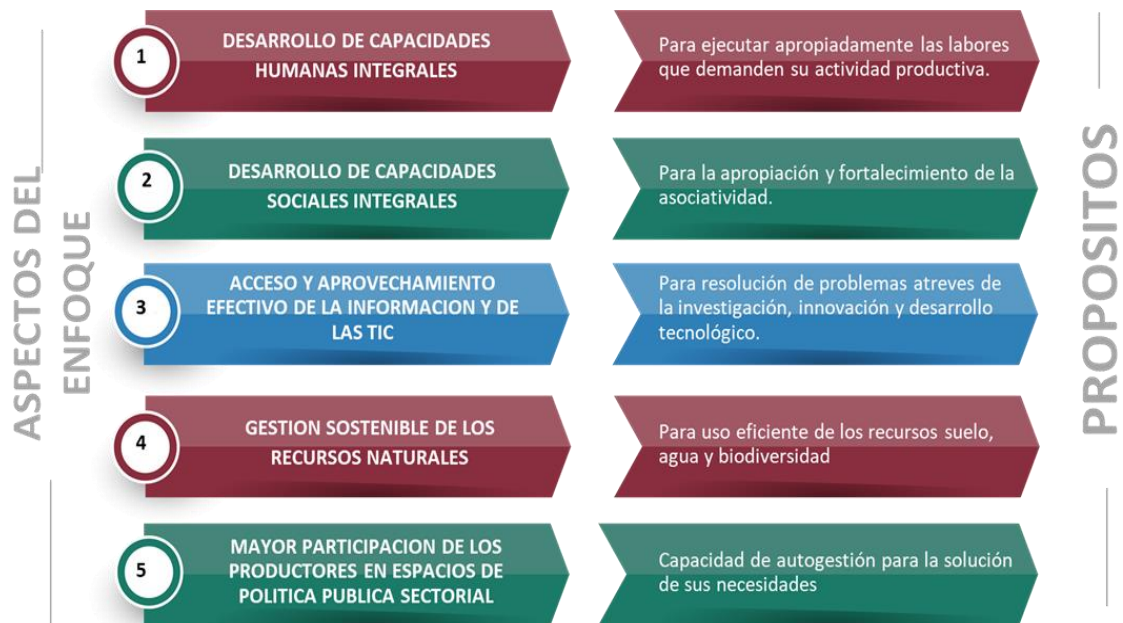 ASPECTOS DEL
ENFOQUE
1
DESARROLLO DE CAPACIDADES
HUMANAS INTEGRALES
Para ejecutar apropiadamente las labores
que demanden su actividad productiva.
2
DESARROLLO DE CAPACIDADES
SOCIALES INTEGRALES
Para la apropiación y fortalecimiento de la
asociatividad.
3
ACCESO Y APROVECHAMIENTO
EFECTIVO DE LA INFORMACION Y DE
LAS TIC
Para resolución de problemas atreves de
la investigación, innovación y desarrollo
tecnológico.
4
GESTION SOSTENIBLE DE LOS
RECURSOS NATURALES
Para uso eficiente de los recursos suelo,
agua y biodiversidad
5
MAYOR PARTICIPACION DE LOS
PRODUCTORES EN ESPACIOS DE
POLITICA PUBLICA SECTORIAL
Capacidad de autogestión para la solución
de sus necesidades
PROPOSITOS